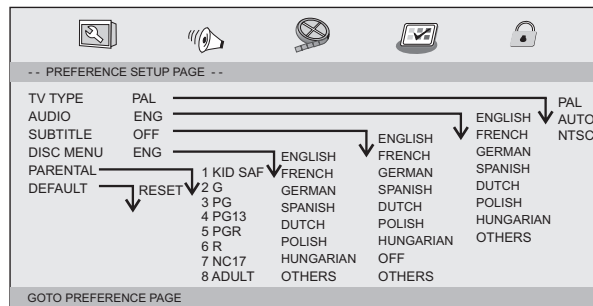 - - PREFERENCE SETUP PAGE - -
TV TYPE PAL
AUDIO ENG
SUBTITLE OFF
DISC MENU ENG
PARENTAL
DEFAULT RESET
1 KID SAF
2 G
3 PG
4 PG13
5 PGR
6 R
7 NC17
8 ADULT
ENGLISH
FRENCH
GERMAN
SPANISH
DUTCH
POLISH
HUNGARIAN
OTHERS
ENGLISH
FRENCH
GERMAN
SPANISH
DUTCH
POLISH
HUNGARIAN
OFF
OTHERS
ENGLISH
FRENCH
GERMAN
SPANISH
DUTCH
POLISH
HUNGARIAN
OTHERS
PAL
AUTO
NTSC
GOTO PREFERENCE PAGE